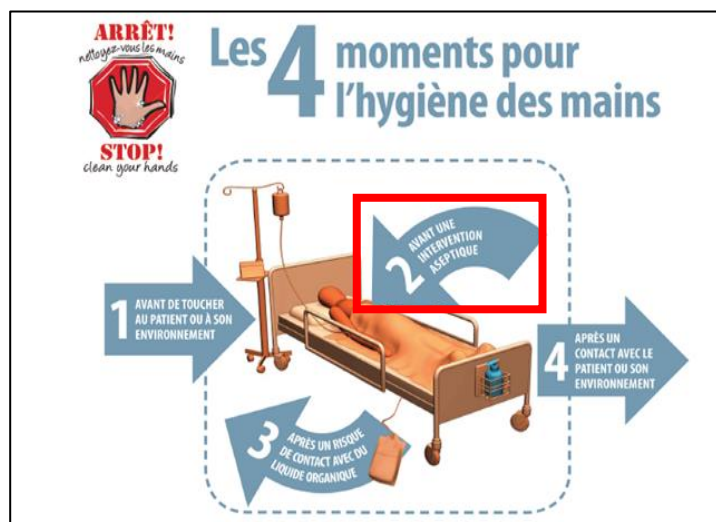 ARRÊT!
nettoyez-vous les mains
STOP!
clean your hands
Les 4 moments pour
l'hygiène des mains
1 AVANT DE TOUCHER
AU PATIENT OU À SON
ENVIRONNEMENT
2 AVANT UNE
INTERVENTION
ASEPTIQUE
3 APRÈS UN RISQUE
DE CONTACT AVEC DU
LIQUIDE ORGANIQUE
4 APRÈS UN
CONTACT AVEC LE
PATIENT OU SON
ENVIRONNEMENT